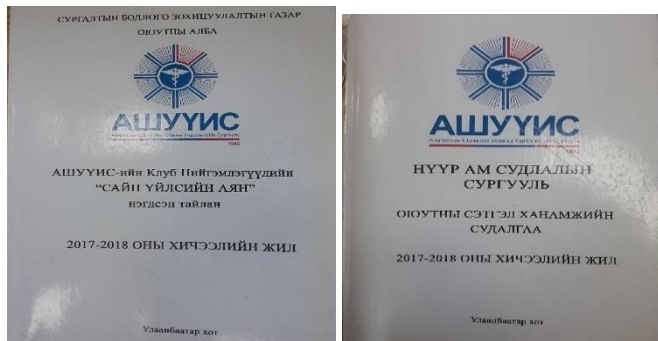 СУРГАЛТЫН БОДЛОГО ЗОХИЦУУЛАЛТЫН ГАЗАР
ОЮУТНЫ АЛБА
АШУҮИС
1942
АШУҮИС-ийн Клуб Нийгэмлэгүүдийн
“САЙН ҮЙЛСИЙН АЯН”
нэгдсэн тайлан
2017-2018 ОНЫ ХИЧЭЭЛИЙН ЖИЛ
Улаанбаатар хот
АШУҮИС
1942
НҮҮР АМ СУДЛАЛЫН
СУРГУУЛЬ
ОЮУТНЫ СЭТГЭЛ ХАНАМЖИЙН
СУДАЛГАА
2017-2018 ОНЫ ХИЧЭЭЛИЙН ЖИЛ
Улаанбаатар хот